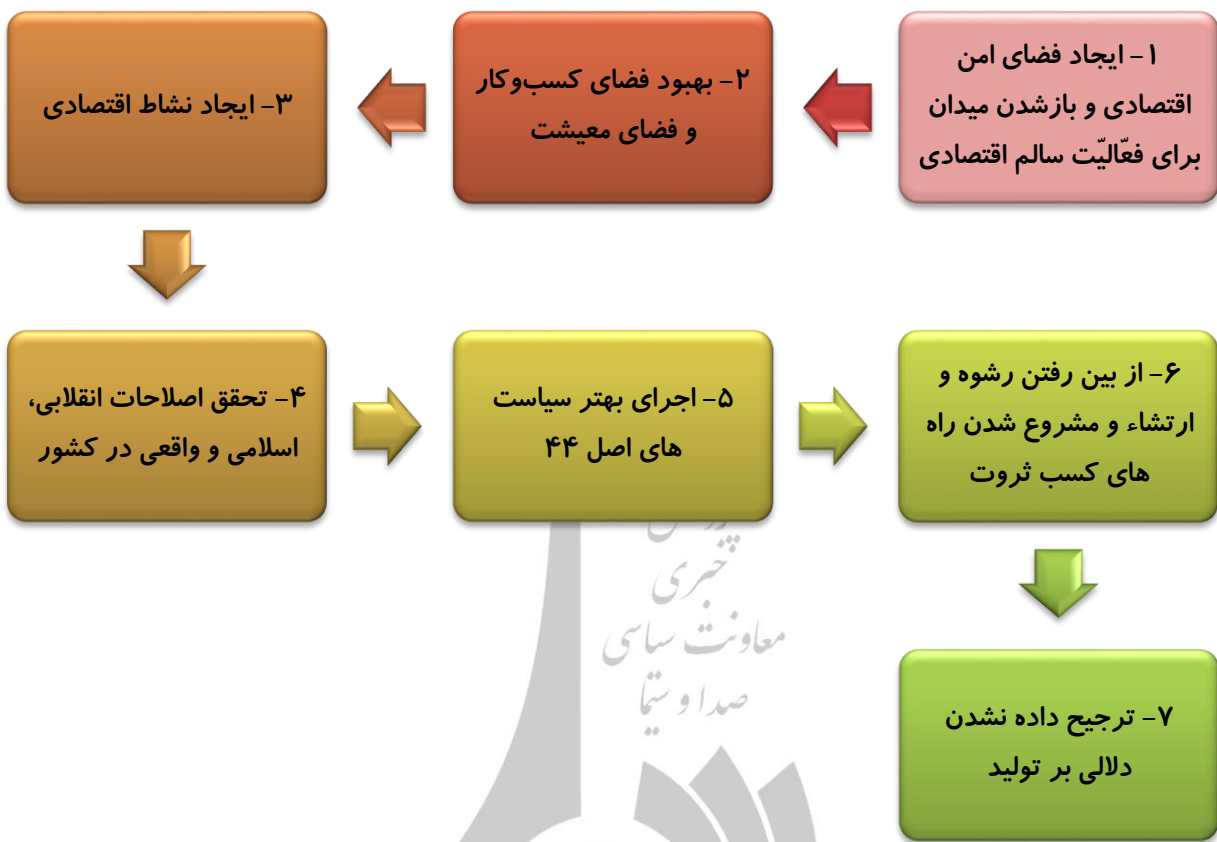 ۱- ایجاد فضای امن
اقتصادی و بازشدن میدان
برای فعّالیّت سالم اقتصادی
۲- بهبود فضای کسب‌وکار
و فضای معیشت
۳- ایجاد نشاط اقتصادی
۴- تحقق اصلاحات انقلابی،
اسلامی و واقعی در کشور
۵- اجرای بهتر سیاست
های اصل ۴۴
۶- از بین رفتن رشوه و
ارتشاء و مشروع شدن راه
های کسب ثروت
۷- ترجیح داده نشدن
دلالی بر تولید
خبری
معاونت سیاسی
صدا و سیما